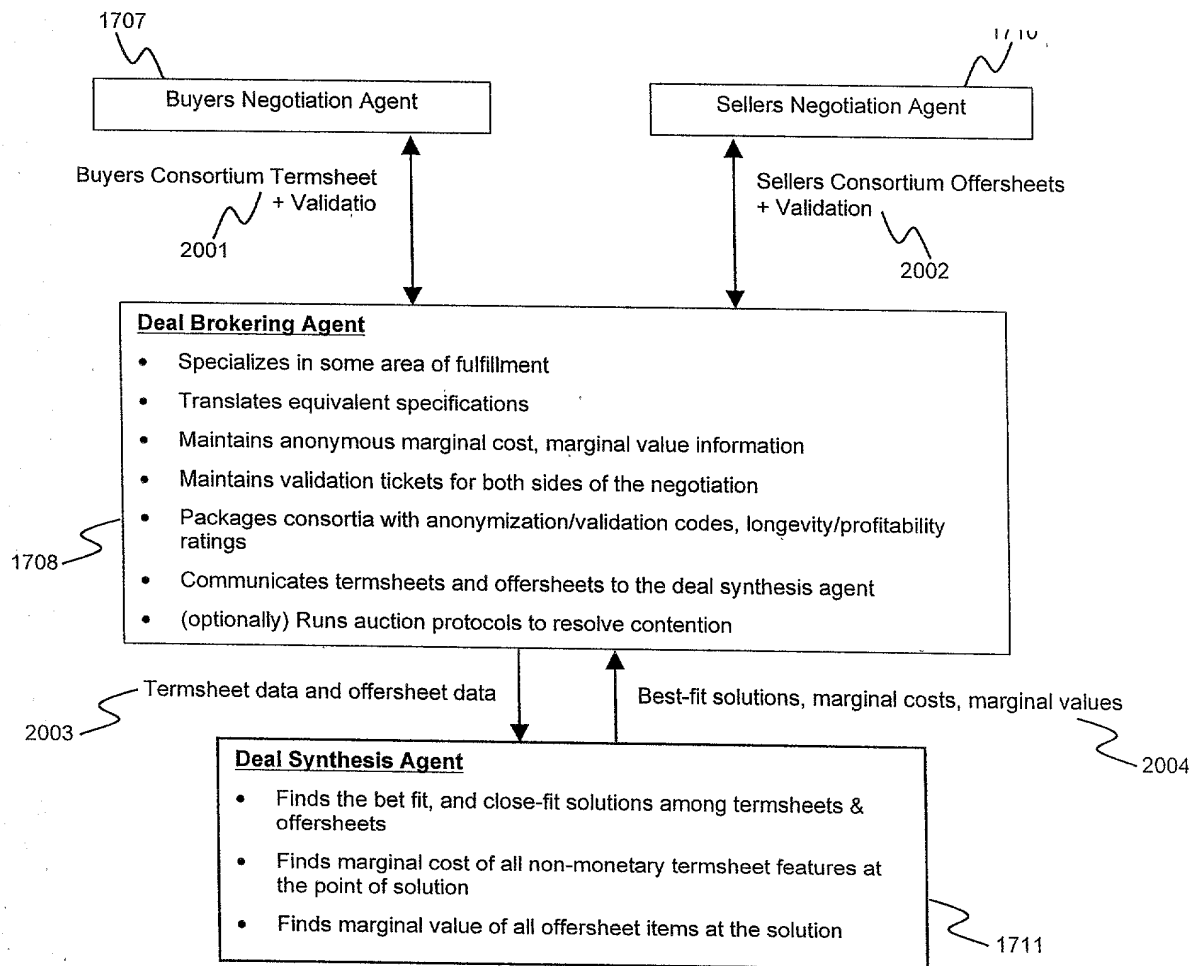 1707
Buyers Negotiation Agent
Sellers Negotiation Agent
Buyers Consortium Termsheet
+ Validatio
2001
Sellers Consortium Offersheets
+ Validation
2002
Deal Brokering Agent
• Specializes in some area of fulfillment
• Translates equivalent specifications
• Maintains anonymous marginal cost, marginal value information
• Maintains validation tickets for both sides of the negotiation
• Packages consortia with anonymization/validation codes, longevity/profitability
ratings
1708
• Communicates termsheets and offersheets to the deal synthesis agent
• (optionally) Runs auction protocols to resolve contention
Termsheet data and offersheet data
2003
Best-fit solutions, marginal costs, marginal values
2004
Deal Synthesis Agent
• Finds the bet fit, and close-fit solutions among termsheets &
offersheets
• Finds marginal cost of all non-monetary termsheet features at
the point of solution
• Finds marginal value of all offersheet items at the solution
1711